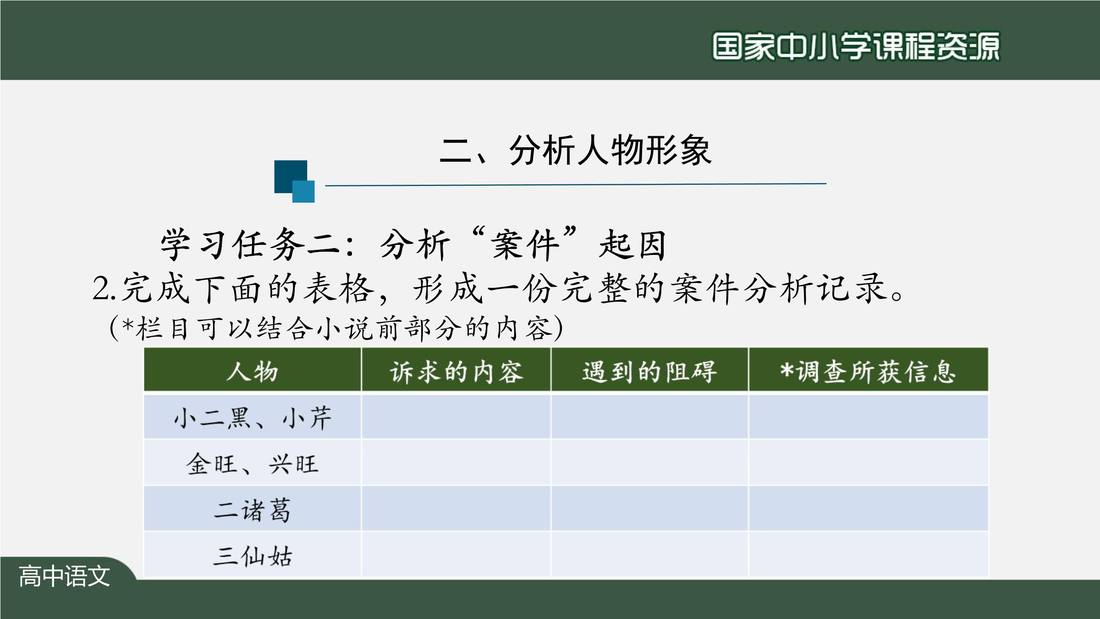 国家中小学课程资源
二、分析人物形象
学习任务二：分析“案件”起因
2.完成下面的表格，形成一份完整的案件分析记录。
（*栏目可以结合小说前部分的内容）
人物 诉求的内容 遇到的阻碍 *调查所获信息
小二黑、小芹
金旺、兴旺
二诸葛
三仙姑
高中语文